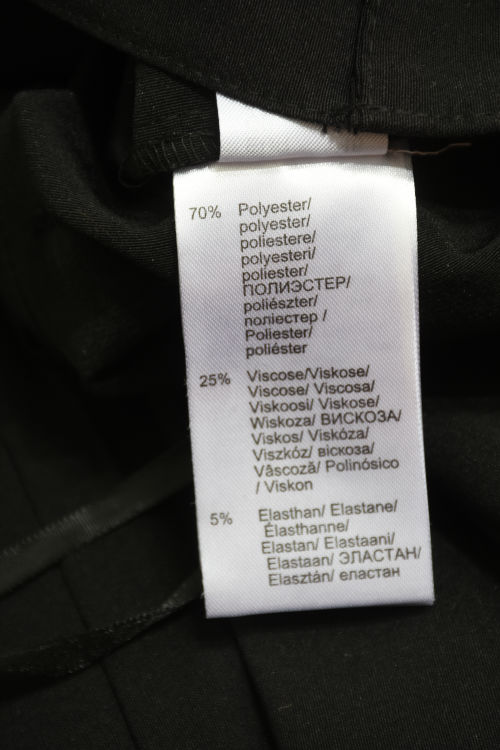 70% Polyester/
polyester/
poliestere/
polyesteri/
poliester/
ПОЛИЭСТЕР/
poliészter/
поліестер /
Poliester/
poliéster
25% Viscose/Viskose/
Viscose/ Viscosa/
Viskoosi/ Viskose/
Wiskoza/ ВИСКОЗА/
Viskos/ Viskóza/
Viszkóz/ віскоза/
Vâscoză/ Polinósico
/ Viskon
5% Elasthan/ Elastane/
Élasthanne/
Elastan/ Elastaani/
Elastaan/ ЭЛАСТАН/
Elasztán/ еластан